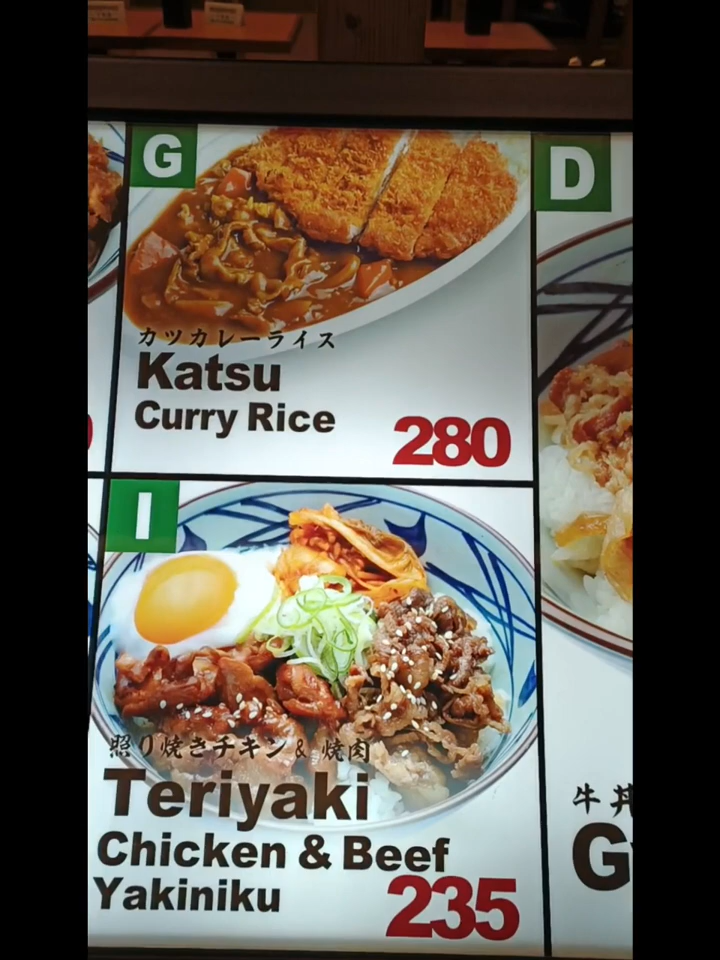 G
カツカレーライス
Katsu
Curry Rice
280
I
照り焼きチキン & 焼肉
Teriyaki
Chicken & Beef
Yakiniku
235
D
牛丼